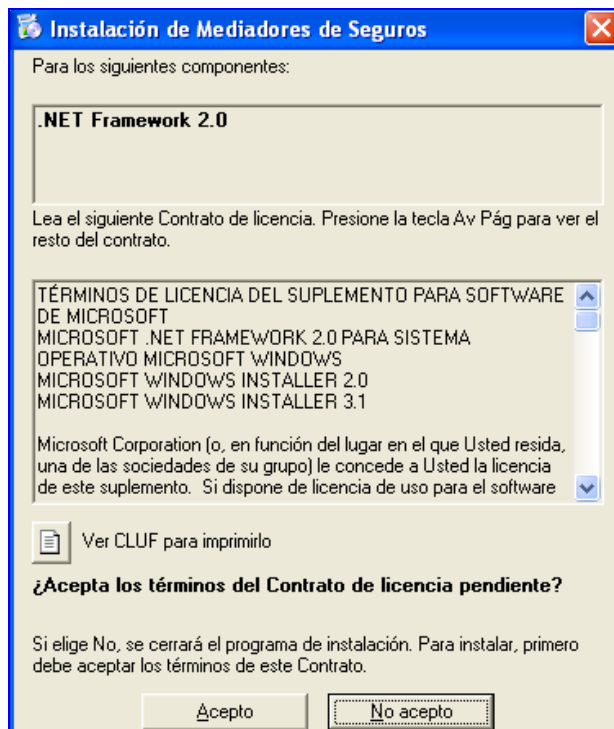 Instalación de Mediadores de Seguros
Para los siguientes componentes:
.NET Framework 2.0
Lea el siguiente Contrato de licencia. Presione la tecla Av Pág para ver el
resto del contrato.
TÉRMINOS DE LICENCIA DEL SUPLEMENTO PARA SOFTWARE
DE MICROSOFT
MICROSOFT .NET FRAMEWORK 2.0 PARA SISTEMA
OPERATIVO MICROSOFT WINDOWS
MICROSOFT WINDOWS INSTALLER 2.0
MICROSOFT WINDOWS INSTALLER 3.1
Microsoft Corporation (o, en función del lugar en el que Usted resida,
una de las sociedades de su grupo) le concede a Usted la licencia
de este suplemento.  Si dispone de licencia de uso para el software
Ver CLUF para imprimirlo
¿Acepta los términos del Contrato de licencia pendiente?
Si elige No, se cerrará el programa de instalación. Para instalar, primero
debe aceptar los términos de este Contrato.
Acepto
No acepto